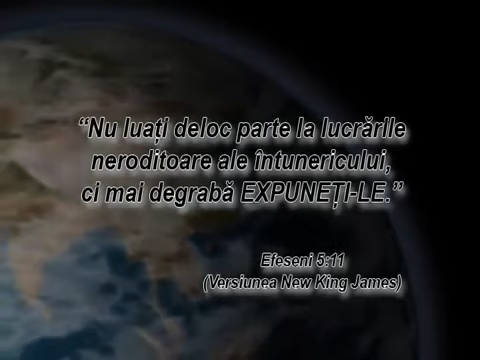 “Nu luați deloc parte la lucrările
neroditoare ale întunericului,
ci mai degrabă EXPUNEȚI-LE.”
Efeseni 5:11
(Versiunea New King James)